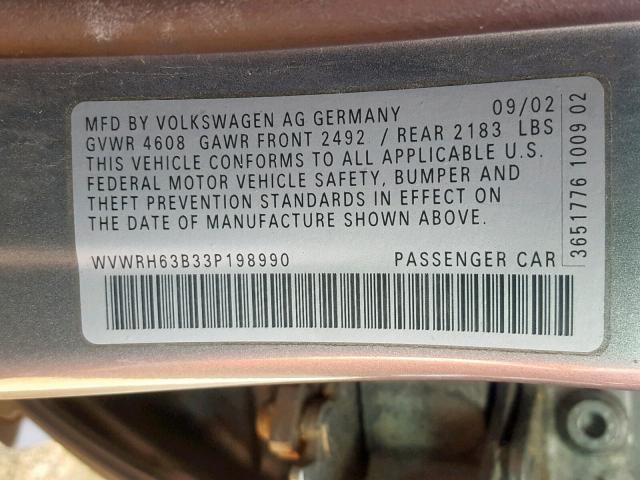 MFD BY VOLKSWAGEN AG GERMANY 09/02
GVWR 4608 GAWR FRONT 2492 / REAR 2183 LBS
THIS VEHICLE CONFORMS TO ALL APPLICABLE U.S.
FEDERAL MOTOR VEHICLE SAFETY, BUMPER AND
THEFT PREVENTION STANDARDS IN EFFECT ON
THE DATE OF MANUFACTURE SHOWN ABOVE.
WVWRH63B33P198990 PASSENGER CAR
3651776 1009 02